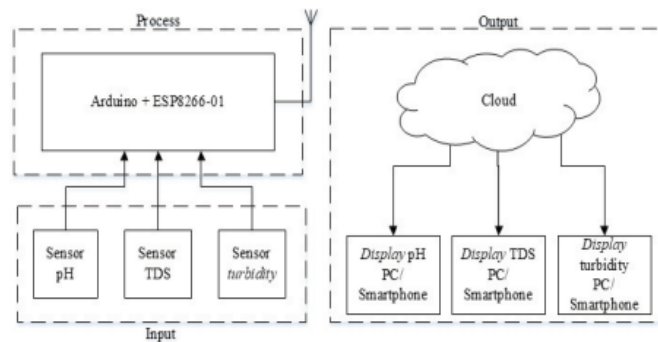 Process
Output
Arduino + ESP8266-01
Cloud
Sensor
pH
Sensor
TDS
Sensor
turbidity
Display pH
PC/
Smartphone
Display TDS
PC/
Smartphone
Display
turbidity
PC/
Smartphone
Input